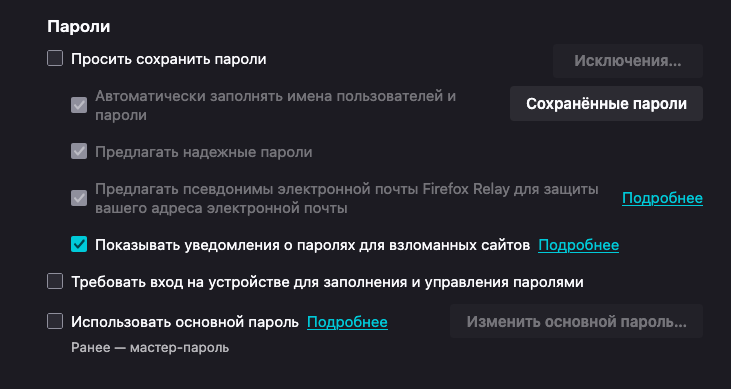 Пароли
Просить сохранить пароли
Исключения...
Автоматически заполнять имена пользователей и
пароли
Сохранённые пароли
Предлагать надежные пароли
Предлагать псевдонимы электронной почты Firefox Relay для защиты
вашего адреса электронной почты
Подробнее
Показывать уведомления о паролях для взломанных сайтов Подробнее
Требовать вход на устройстве для заполнения и управления паролями
Использовать основной пароль Подробнее
Изменить основной пароль...
Ранее — мастер-пароль